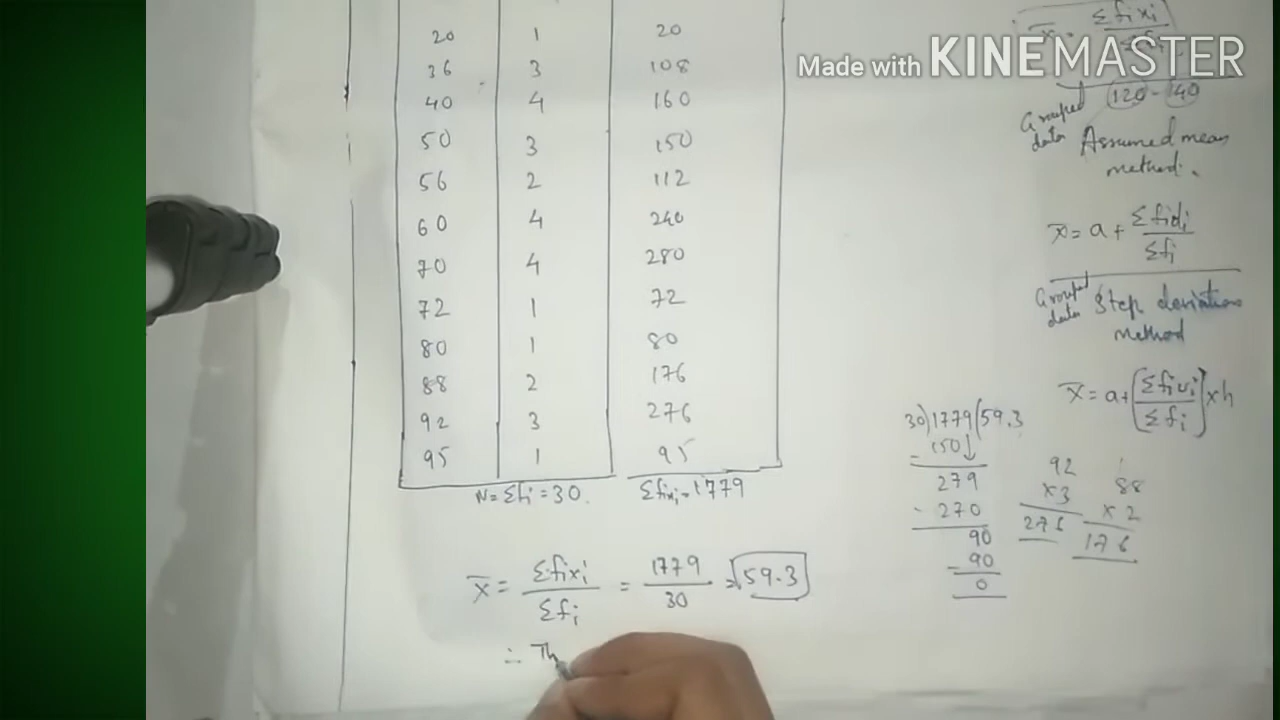 Made with KINEMASTER
20 1 20
36 3 108
40 4 160
50 3 150
56 2 112
60 4 240
70 4 280
72 1 72
80 1 80
88 2 176
92 3 276
95 1 95
N = Σfi = 30. Σfixi = 1779
x̄ = Σfixi / Σfi = 1779 / 30 = 59.3
∴ Th
Σfixi
120 - 140
Grouped data
Assumed mean
method.
x̄ = a + Σfidi / Σfi
Grouped data
Step deviation
method
x̄ = a + (Σfiui / Σfi) x h
30)1779(59.3
- 150↓
279
- 270
90
- 90
0
92
x 3
276
1
88
x 2
176